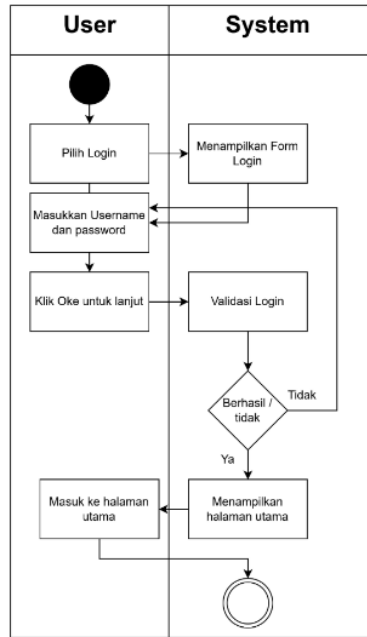 User
System
Pilih Login
Menampilkan Form
Login
Masukkan Username
dan password
Klik Oke untuk lanjut
Validasi Login
Berhasil /
tidak
Tidak
Ya
Masuk ke halaman
utama
Menampilkan
halaman utama